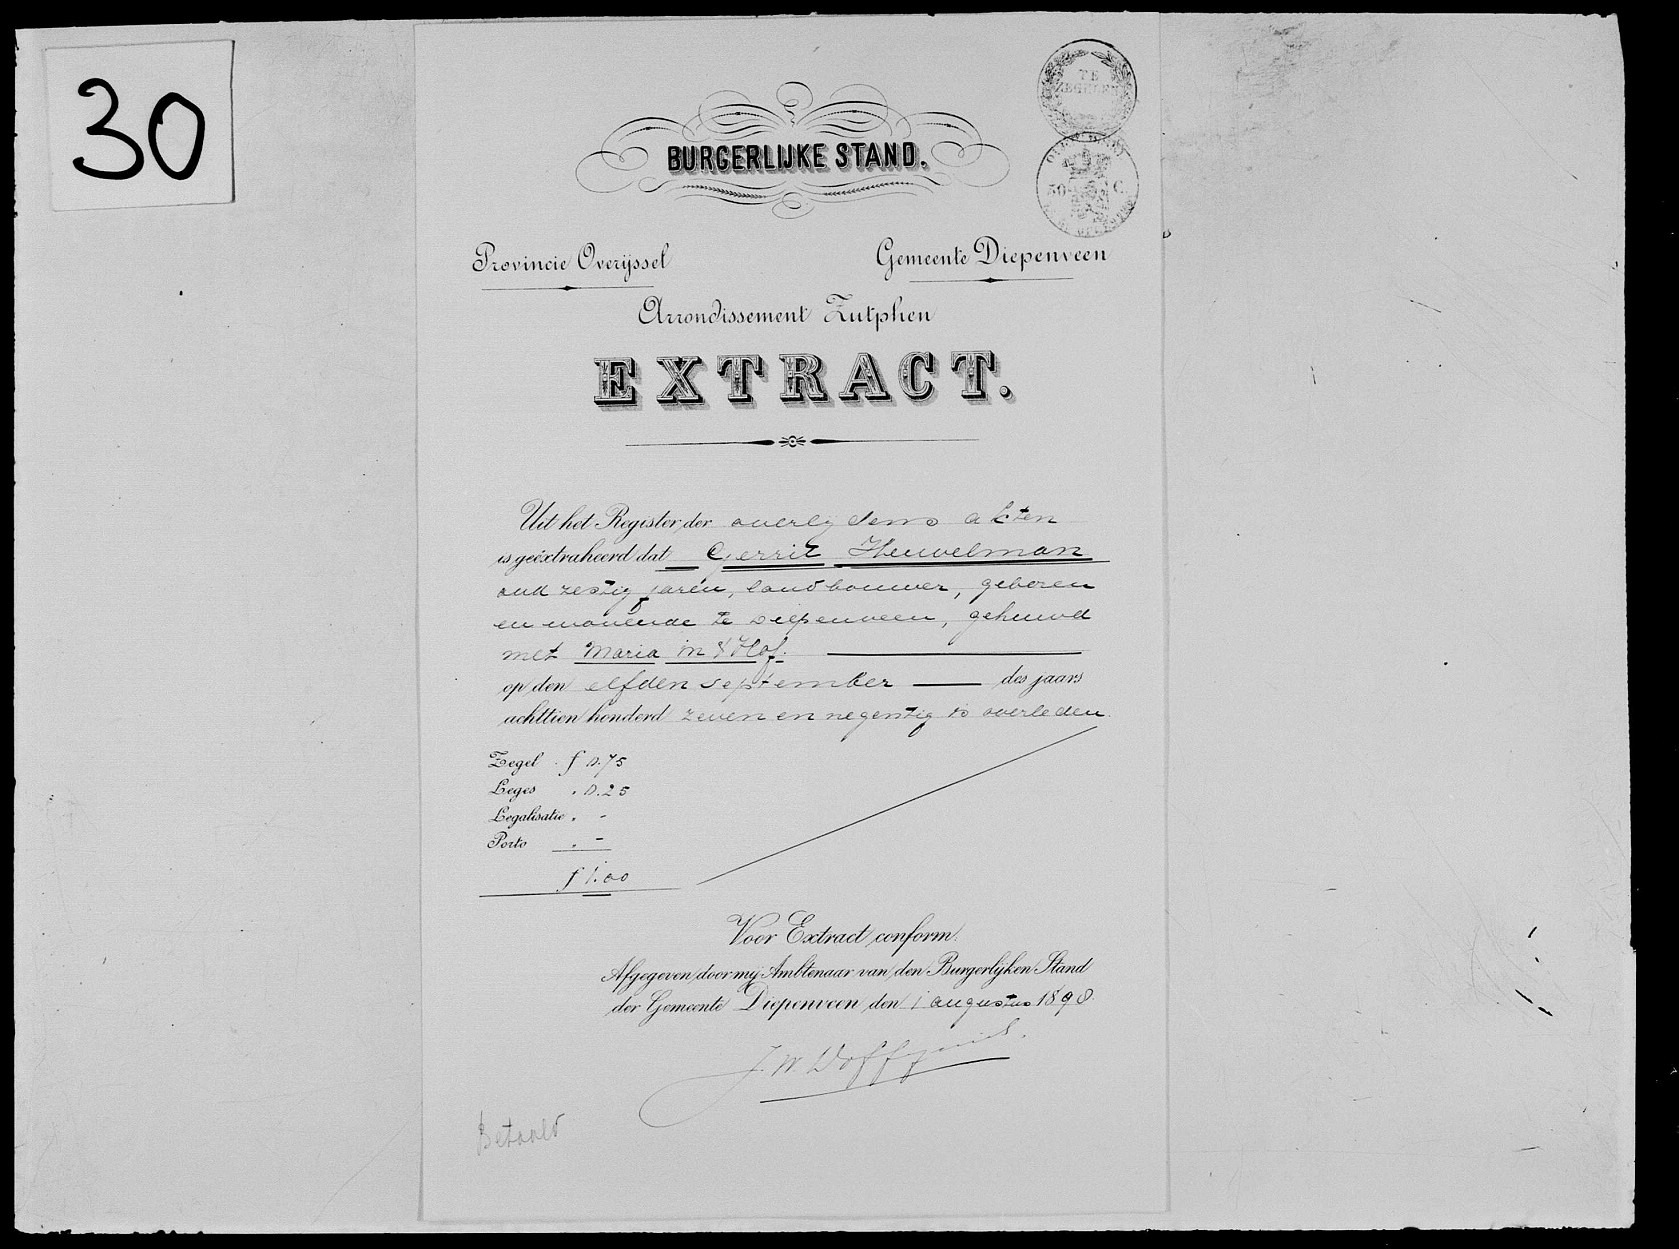 30
TE
ZEGELEN
50 C.
BURGERLIJKE STAND.
Provincie Overijssel
Gemeente Diepenveen
Arrondissement Zutphen
EXTRACT.
Uit het Register der overlijdens akten
is geëxtraheerd dat Gerrit Heuvelman
oud zestig jaren, landbouwer, geboren
en wonende te Diepenveen, gehuwd
met Maria in 't Hof.
op den elfden september des jaars
achttien honderd zeven en negentig is overleden.
Zegel f 0.75
Leges " 0.25
Legalisatie " -
Porto " -
f 1.00
Voor Extract conform.
Afgegeven door mij Ambtenaar van den Burgerlijken Stand
der Gemeente Diepenveen den 1 augustus 1898.
J. W.
Betaald